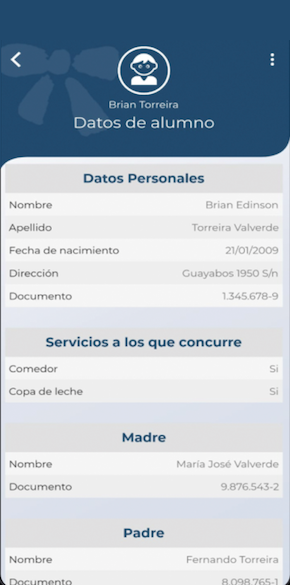 Brian Torreira
Datos de alumno
Datos Personales
Nombre Brian Edinson
Apellido Torreira Valverde
Fecha de nacimiento 21/01/2009
Dirección Guayabos 1950 S/n
Documento 1.345.678-9
Servicios a los que concurre
Comedor Si
Copa de leche Si
Madre
Nombre María José Valverde
Documento 9.876.543-2
Padre
Nombre Fernando Torreira
Documento 8.098.765-1